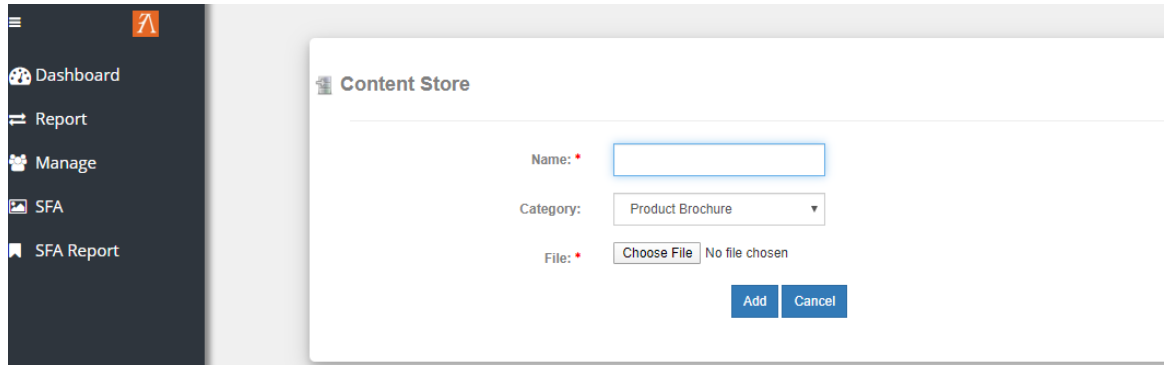 Dashboard
Report
Manage
SFA
SFA Report
Content Store
Name: *
Category: Product Brochure
File: * Choose File No file chosen
Add Cancel